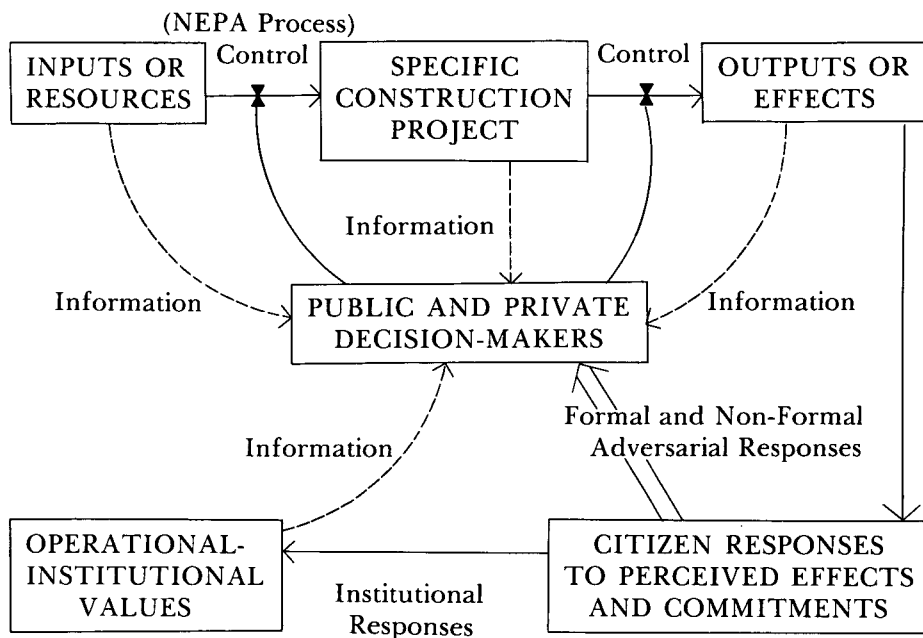 (NEPA Process)
Control
Control
INPUTS OR
RESOURCES
SPECIFIC
CONSTRUCTION
PROJECT
OUTPUTS OR
EFFECTS
Information
Information
Information
PUBLIC AND PRIVATE
DECISION-MAKERS
Formal and Non-Formal
Adversarial Responses
Information
OPERATIONAL-
INSTITUTIONAL
VALUES
Institutional
Responses
CITIZEN RESPONSES
TO PERCEIVED EFFECTS
AND COMMITMENTS